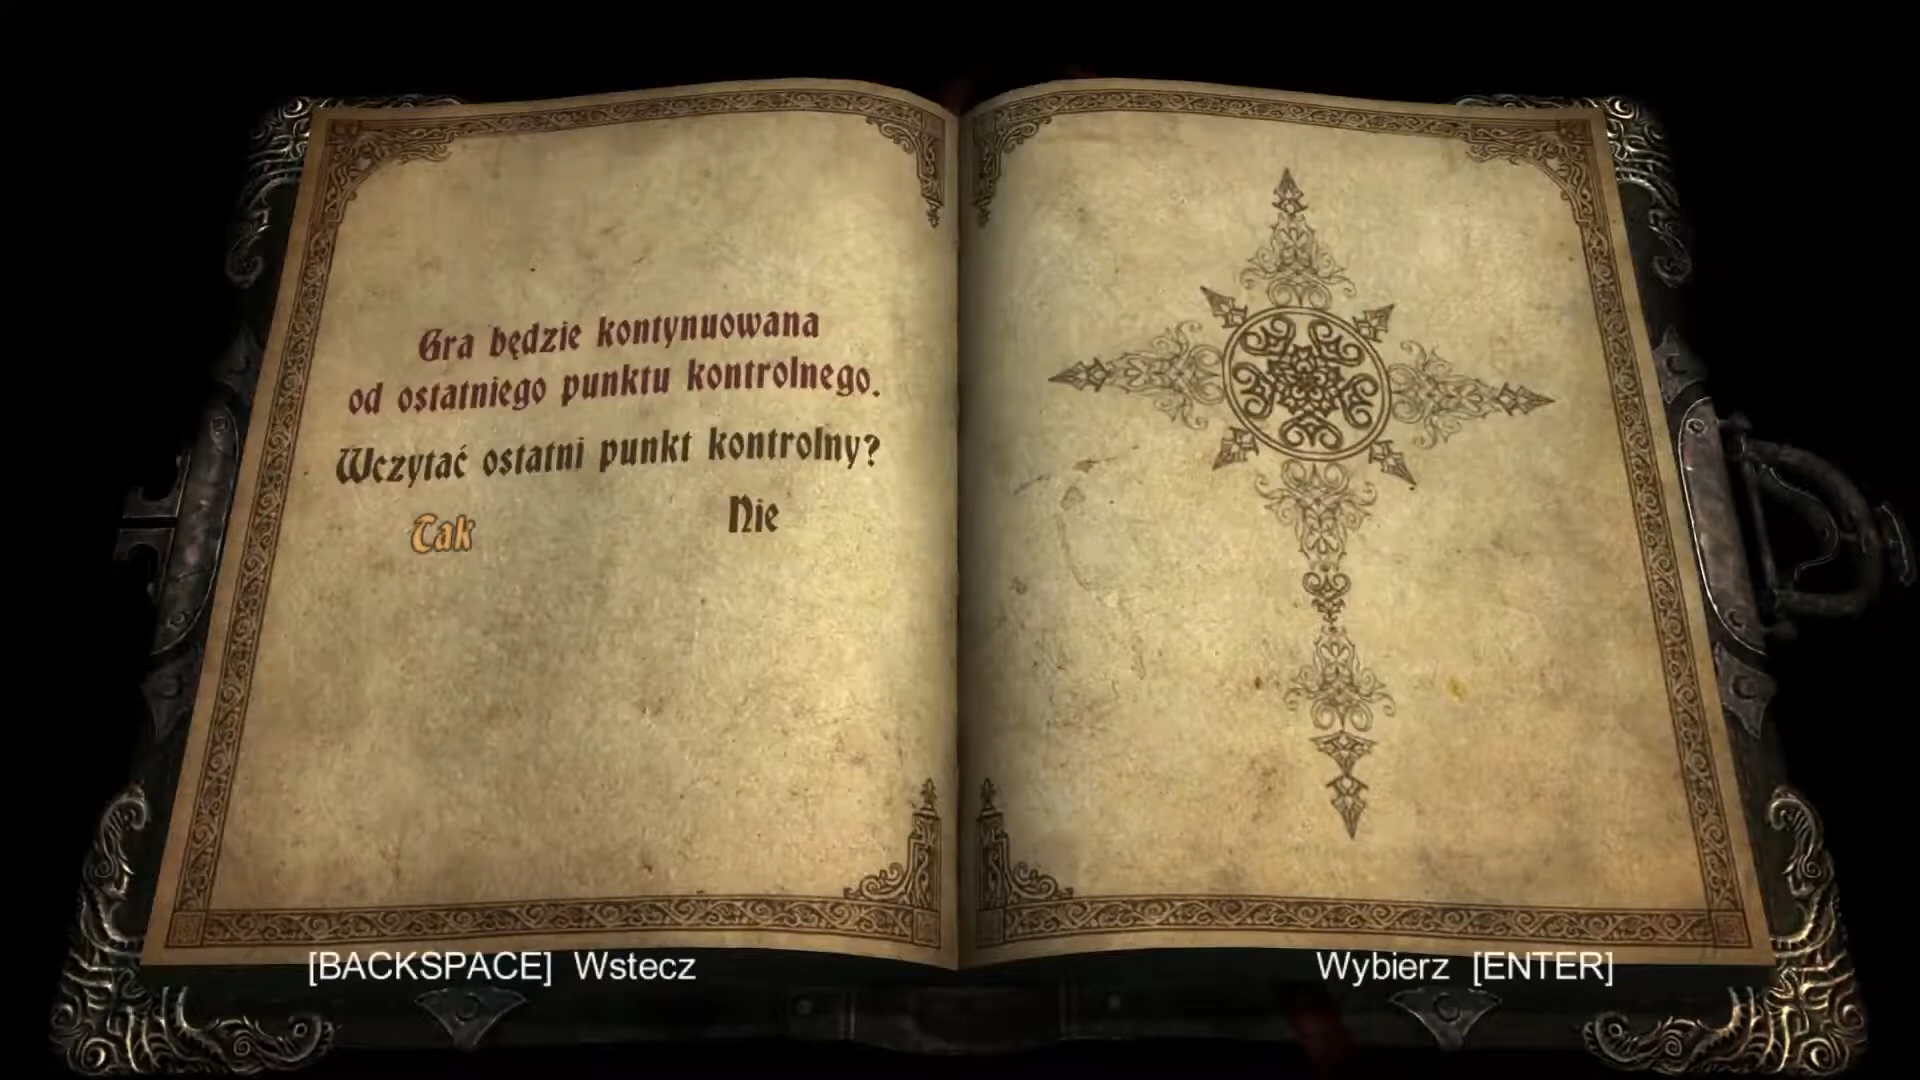 Gra będzie kontynuowana
od ostatniego punktu kontrolnego.
Wczytać ostatni punkt kontrolny?
Tak Nie
[BACKSPACE] Wstecz Wybierz [ENTER]